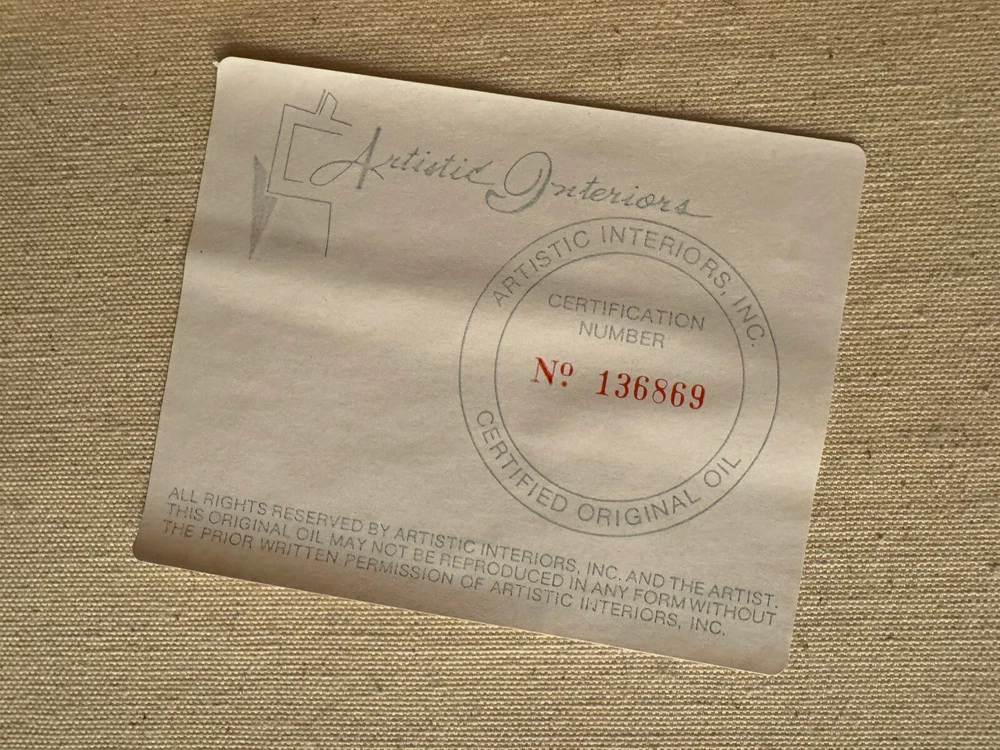 Artistic Interiors
ARTISTIC INTERIORS, INC.
CERTIFICATION
NUMBER
Nº 136869
CERTIFIED ORIGINAL OIL
ALL RIGHTS RESERVED BY ARTISTIC INTERIORS, INC. AND THE ARTIST.
THIS ORIGINAL OIL MAY NOT BE REPRODUCED IN ANY FORM WITHOUT
THE PRIOR WRITTEN PERMISSION OF ARTISTIC INTERIORS, INC.